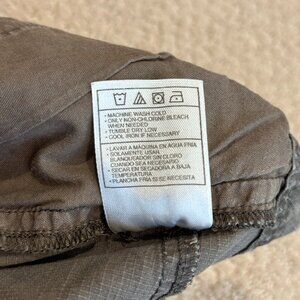 • MACHINE WASH COLD
• ONLY NON-CHLORINE BLEACH
WHEN NEEDED
• TUMBLE DRY LOW
• COOL IRON IF NECESSARY
• LAVAR A MAQUINA EN AGUA FRIA
• SOLAMENTE USAR
BLANQUEADOR SIN CLORO
CUANDO SEA NECESARIO
• SECAR EN SECADORA A BAJA
TEMPERATURA
• PLANCHA FRIA SI SE NECESITA